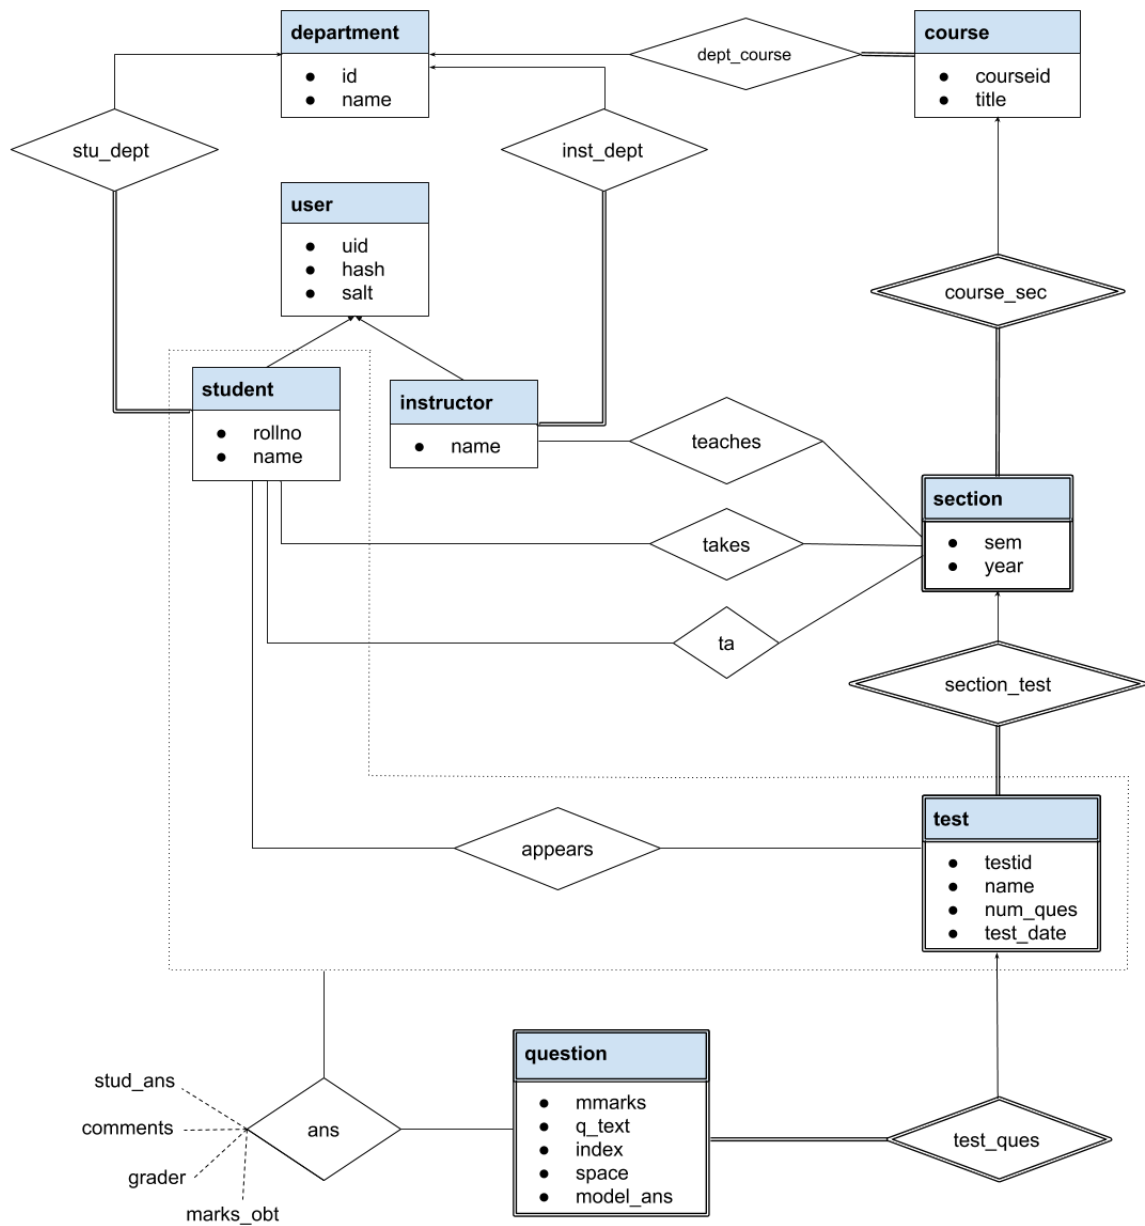 department
id
name
dept_course
course
courseid
title
stu_dept
inst_dept
user
uid
hash
salt
course_sec
student
rollno
name
instructor
name
teaches
section
sem
year
takes
ta
section_test
test
testid
name
num_ques
test_date
appears
question
mmarks
q_text
index
space
model_ans
stud_ans
comments
grader
marks_obt
ans
test_ques